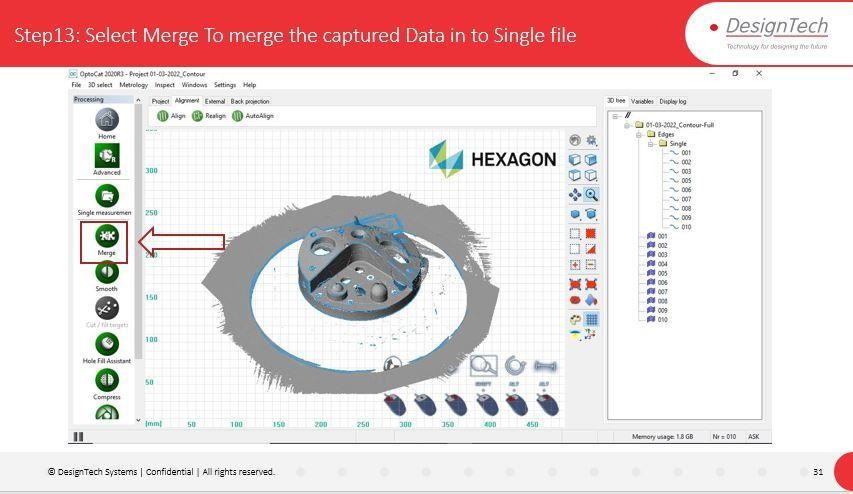 Step13: Select Merge To merge the captured Data in to Single file
DesignTech
Technology for designing the future
OptoCat 2020R3 - Project 01-03-2022_Contour
File 3D select Metrology Inspect Windows Settings Help
Processing
Home
Advanced
Single measuremen
Merge
Smooth
Cut / fill targets
Hole Fill Assistant
Compress
Project Alignment External Back projection
Align Realign AutoAlign
HEXAGON
300
250
200
150
100
50
[mm] 50 100 150 200 250 300 350 400 450
SHIFT ALT ALT
3D tree Variables Display log
//
01-03-2022_Contour-Full
Edges
Single
001
002
003
005
006
007
008
009
010
001
002
003
004
005
006
007
008
009
010
Memory usage: 1.8 GB Nr = 010 ASK
© DesignTech Systems | Confidential | All rights reserved.
31